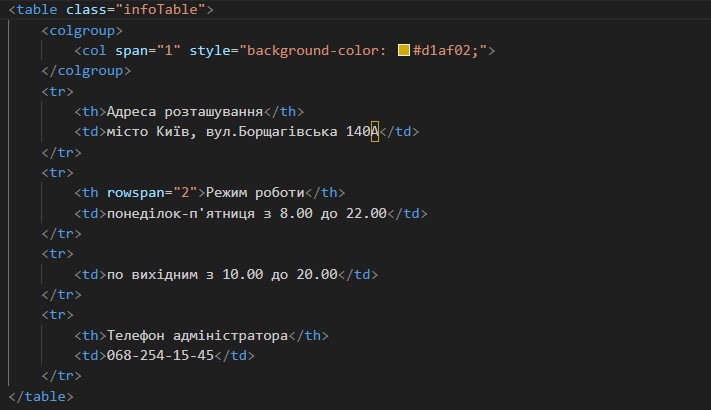 <table class="infoTable">
<colgroup>
<col span="1" style="background-color: #d1af02;">
</colgroup>
<tr>
<th>Адреса розташування</th>
<td>місто Київ, вул.Борщагівська 140А</td>
</tr>
<tr>
<th rowspan="2">Режим роботи</th>
<td>понеділок-п'ятниця з 8.00 до 22.00</td>
</tr>
<tr>
<td>по вихідним з 10.00 до 20.00</td>
</tr>
<tr>
<th>Телефон адміністратора</th>
<td>068-254-15-45</td>
</tr>
</table>